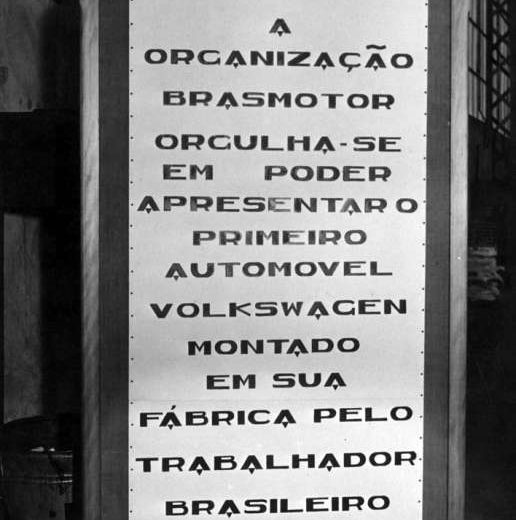 A
ORGANIZAÇÃO
BRASMOTOR
ORGULHA-SE
EM PODER
APRESENTAR O
PRIMEIRO
AUTOMOVEL
VOLKSWAGEN
MONTADO
EM SUA
FÁBRICA PELO
TRABALHADOR
BRASILEIRO